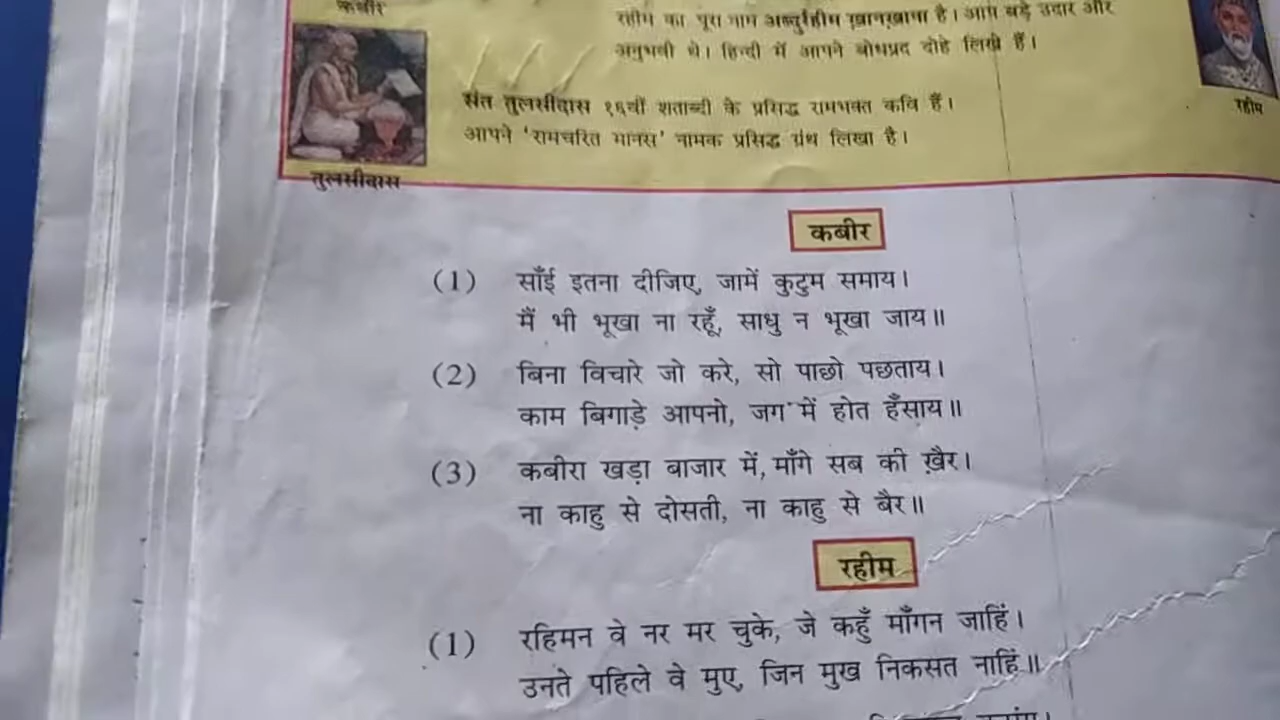 कबीर
रहीम का पूरा नाम अब्दुर्रहीम ख़ानख़ाना है। आप बड़े उदार और
अनुभवी थे। हिन्दी में आपने बोधप्रद दोहे लिखे हैं।
रहीम
संत तुलसीदास १६वीं शताब्दी के प्रसिद्ध रामभक्त कवि हैं।
आपने ‘रामचरित मानस’ नामक प्रसिद्ध ग्रंथ लिखा है।
तुलसीदास
कबीर
(1) साँई इतना दीजिए, जामें कुटुम समाय।
मैं भी भूखा ना रहूँ, साधु न भूखा जाय॥
(2) बिना विचारे जो करे, सो पाछो पछताय।
काम बिगाड़े आपनो, जग में होत हँसाय॥
(3) कबीरा खड़ा बाजार में, माँगे सब की ख़ैर।
ना काहु से दोसती, ना काहु से बैर॥
रहीम
(1) रहिमन वे नर मर चुके, जे कहुँ माँगन जाहिं।
उनते पहिले वे मुए, जिन मुख निकसत नाहिं॥